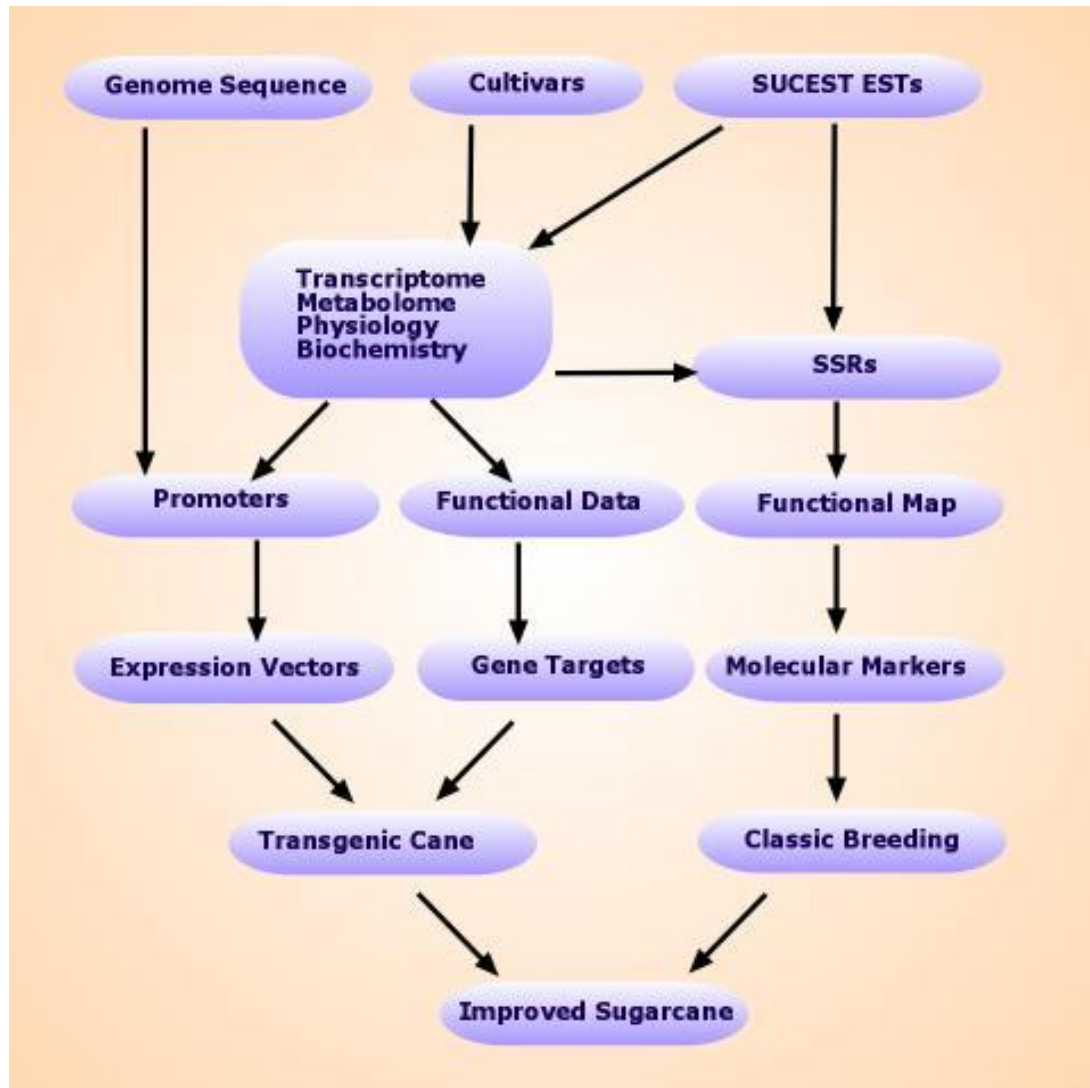 Genome Sequence
Cultivars
SUCEST ESTs
Transcriptome
Metabolome
Physiology
Biochemistry
SSRs
Promoters
Functional Data
Functional Map
Expression Vectors
Gene Targets
Molecular Markers
Transgenic Cane
Classic Breeding
Improved Sugarcane